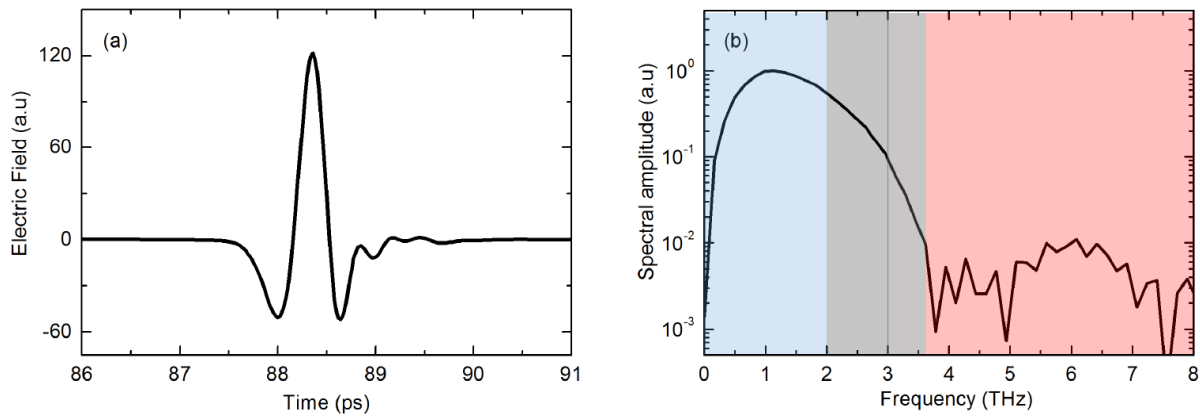 (a)
120
60
0
-60
86 87 88 89 90 91
Time (ps)
Electric Field (a.u)
(b)
10^0
10^-1
10^-2
10^-3
0 1 2 3 4 5 6 7 8
Frequency (THz)
Spectral amplitude (a.u)